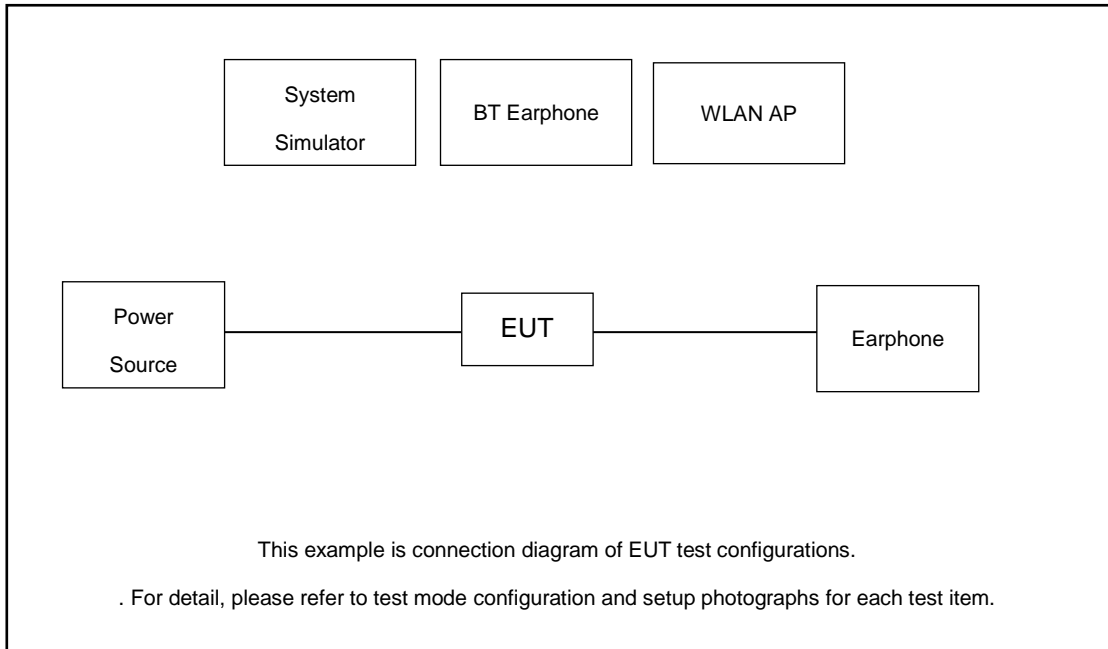 System
Simulator
BT Earphone
WLAN AP
Power
Source
EUT
Earphone
This example is connection diagram of EUT test configurations.
. For detail, please refer to test mode configuration and setup photographs for each test item.